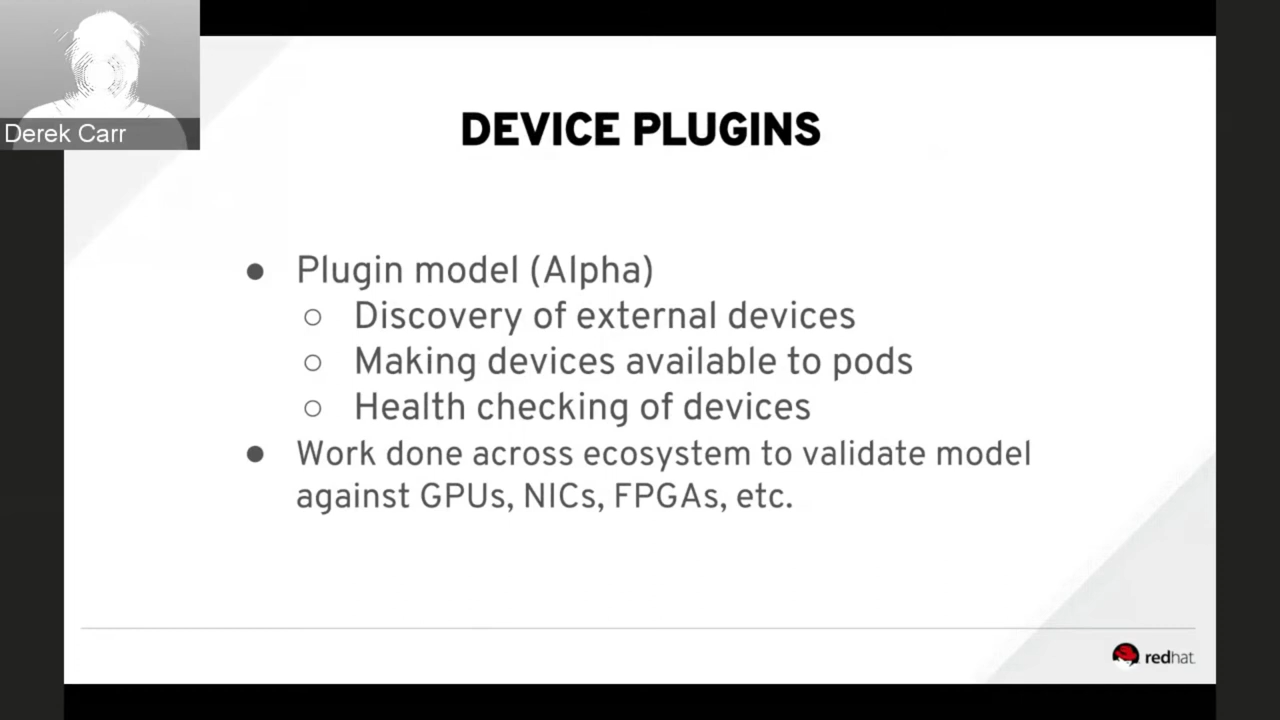 Derek Carr
DEVICE PLUGINS
● Plugin model (Alpha)
○ Discovery of external devices
○ Making devices available to pods
○ Health checking of devices
● Work done across ecosystem to validate model
against GPUs, NICs, FPGAs, etc.
redhat.